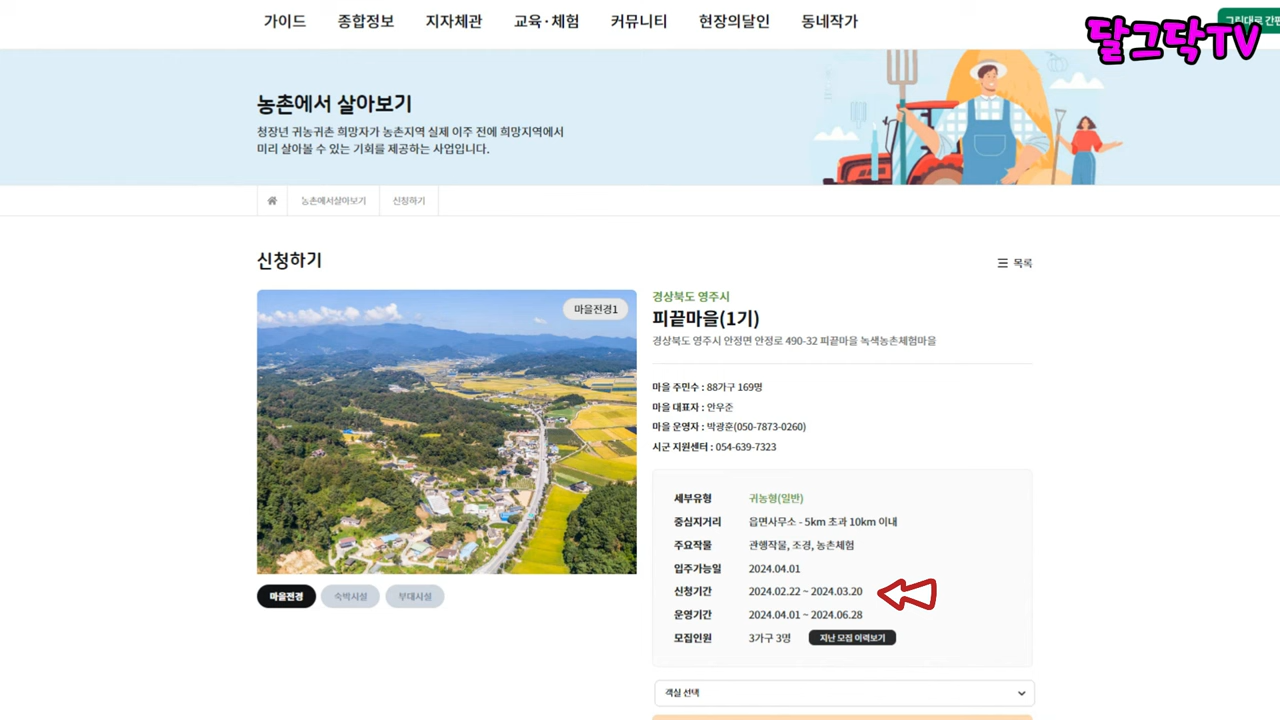 가이드 종합정보 지자체관 교육·체험 커뮤니티 현장의달인 동네작가
달그닥TV
농촌에서 살아보기
청장년 귀농귀촌 희망자가 농촌지역 실제 이주 전에 희망지역에서
미리 살아볼 수 있는 기회를 제공하는 사업입니다.
농촌에서살아보기 신청하기
신청하기
목록
마을전경1
경상북도 영주시
피끝마을(1기)
경상북도 영주시 안정면 안정로 490-32 피끝마을 녹색농촌체험마을
마을 주민수 : 88가구 169명
마을 대표자 : 안우준
마을 운영자 : 박광훈(050-7873-0260)
시군 지원센터 : 054-639-7323
세부유형 귀농형(일반)
중심지거리 읍면사무소 - 5km 초과 10km 이내
주요작물 관행작물, 조경, 농촌체험
입주가능일 2024.04.01
신청기간 2024.02.22 ~ 2024.03.20
운영기간 2024.04.01 ~ 2024.06.28
모집인원 3가구 3명 지난 모집 이력보기
마을전경 숙박시설 부대시설
객실 선택